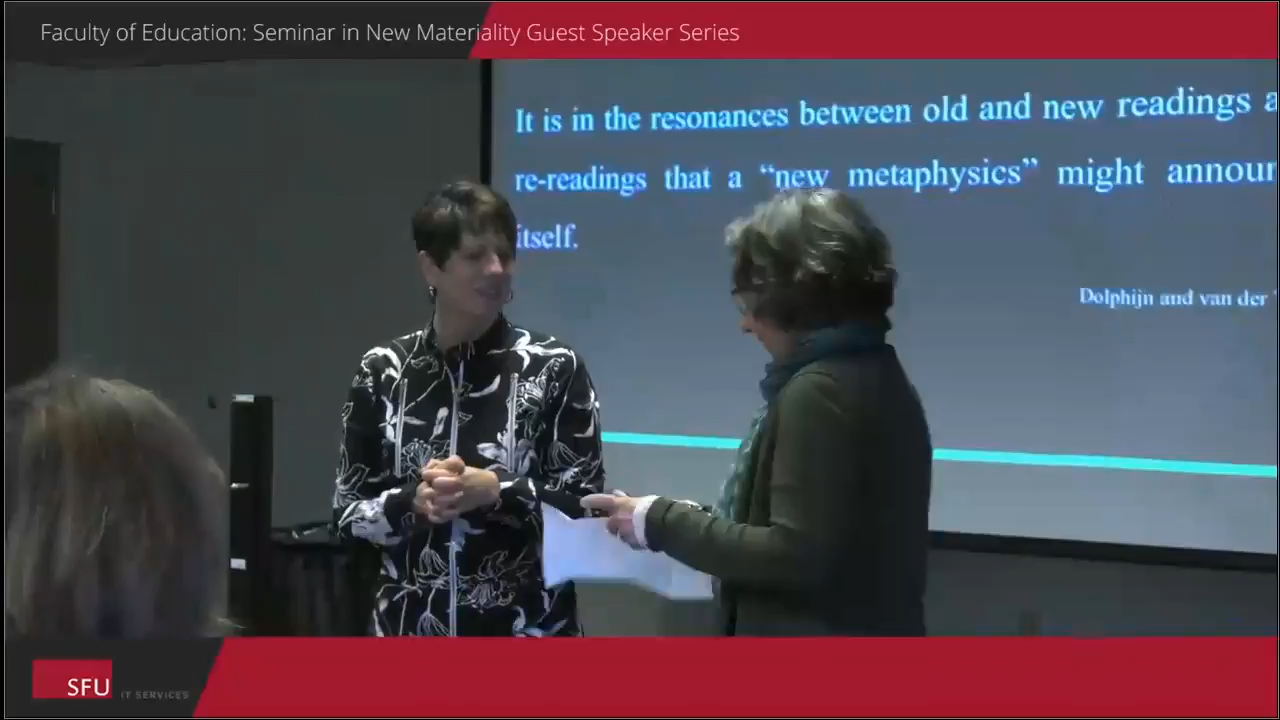 Faculty of Education: Seminar in New Materiality Guest Speaker Series
It is in the resonances between old and new readings
re-readings that a “new metaphysics” might
itself.
Dolphijn and van der
SFU IT SERVICES